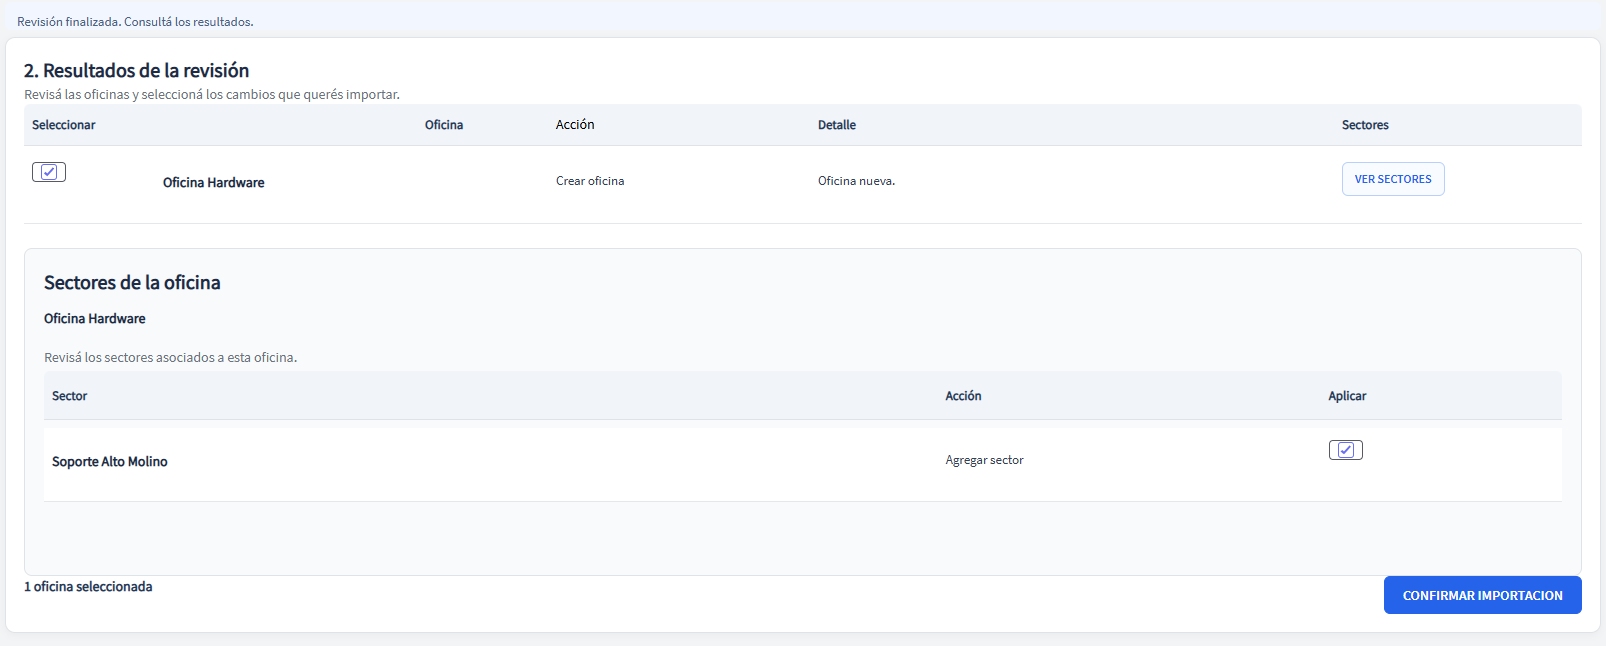 Revisión finalizada. Consultá los resultados.
2. Resultados de la revisión
Revisá las oficinas y seleccioná los cambios que querés importar.
Seleccionar Oficina Acción Detalle Sectores
Oficina Hardware Crear oficina Oficina nueva. VER SECTORES
Sectores de la oficina
Oficina Hardware
Revisá los sectores asociados a esta oficina.
Sector Acción Aplicar
Soporte Alto Molino Agregar sector
1 oficina seleccionada
CONFIRMAR IMPORTACION